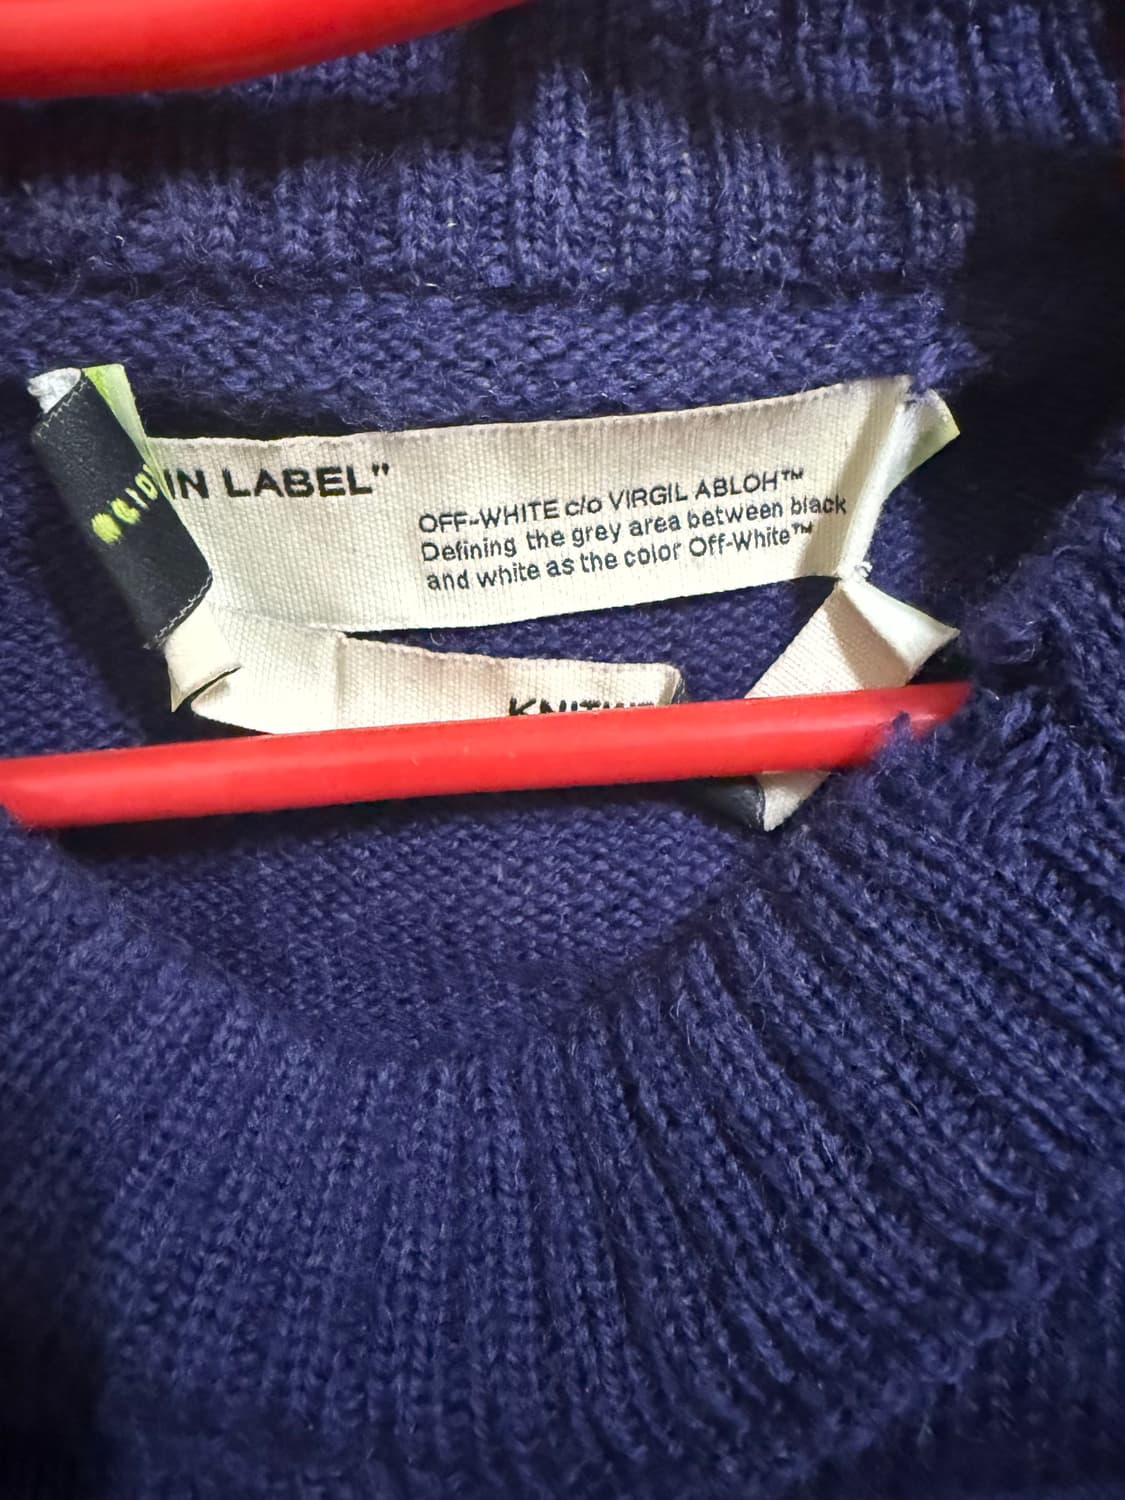 IN LABEL"
OFF-WHITE c/o VIRGIL ABLOH™
Defining the grey area between black
and white as the color Off-White™